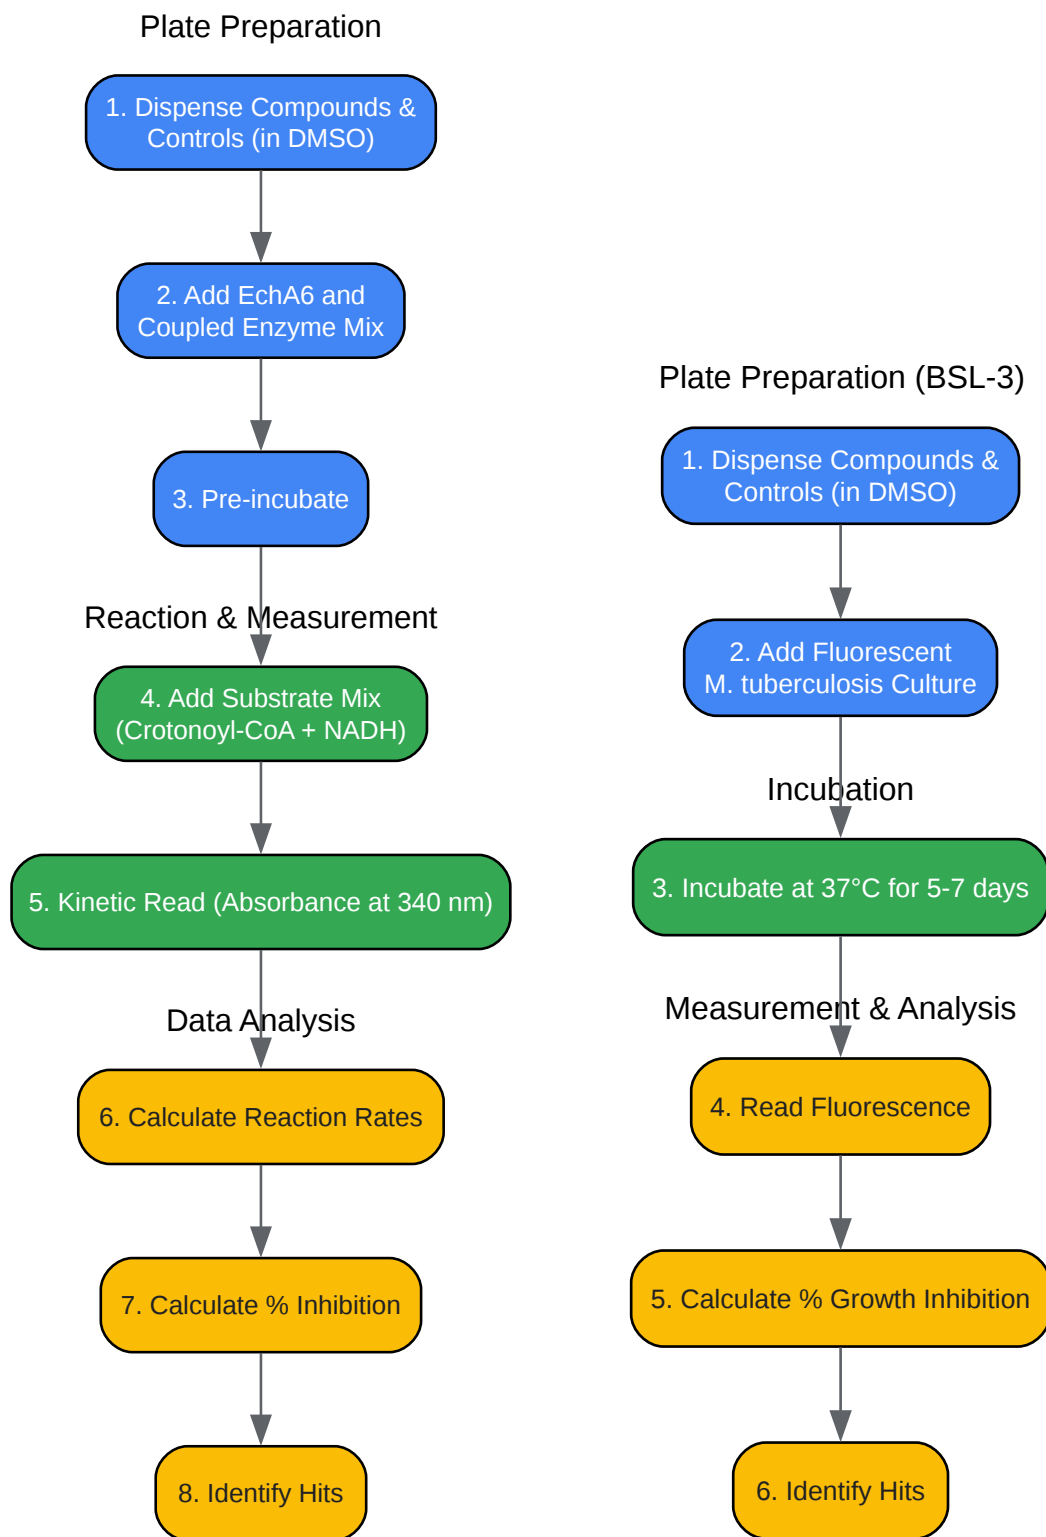 Plate Preparation
1. Dispense Compounds &
Controls (in DMSO)
2. Add EchA6 and
Coupled Enzyme Mix
3. Pre-incubate
Reaction & Measurement
4. Add Substrate Mix
(Crotonoyl-CoA + NADH)
5. Kinetic Read (Absorbance at 340 nm)
Data Analysis
6. Calculate Reaction Rates
7. Calculate % Inhibition
8. Identify Hits
Plate Preparation (BSL-3)
1. Dispense Compounds &
Controls (in DMSO)
2. Add Fluorescent
M. tuberculosis Culture
Incubation
3. Incubate at 37°C for 5-7 days
Measurement & Analysis
4. Read Fluorescence
5. Calculate % Growth Inhibition
6. Identify Hits